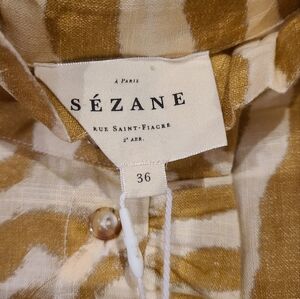 À PARIS
SÉZANE
RUE SAINT-FIACRE
2E ARR.
36